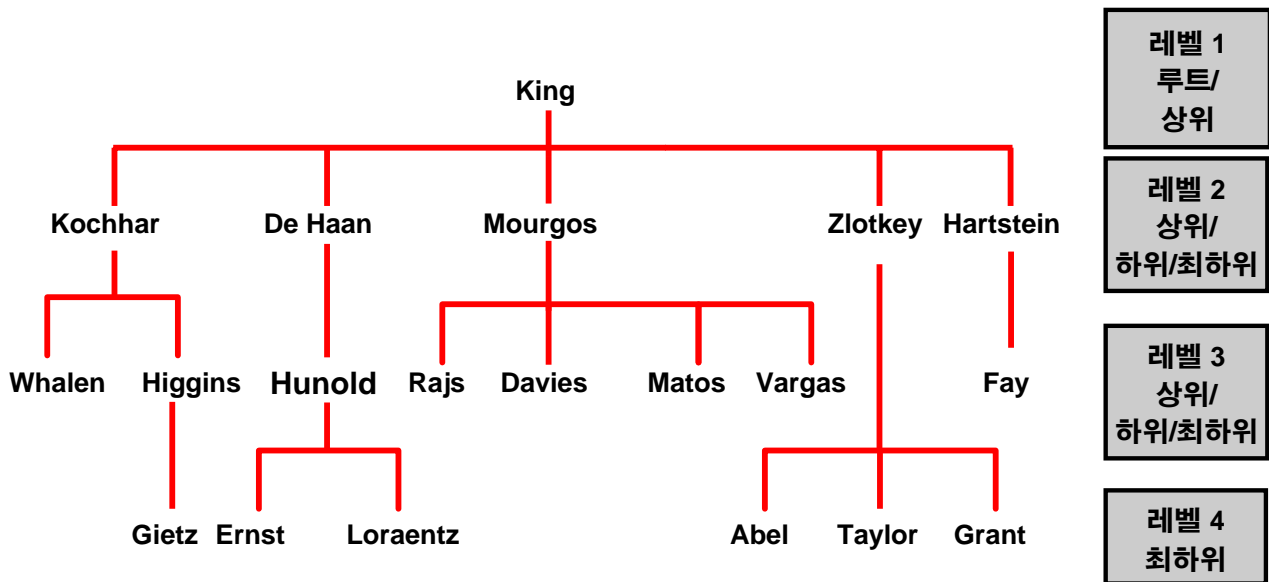 King
레벨 1
루트/
상위
Kochhar De Haan Mourgos Zlotkey Hartstein
레벨 2
상위/
하위/최하위
Whalen Higgins Hunold Rajs Davies Matos Vargas Fay
레벨 3
상위/
하위/최하위
Gietz Ernst Loraentz Abel Taylor Grant
레벨 4
최하위